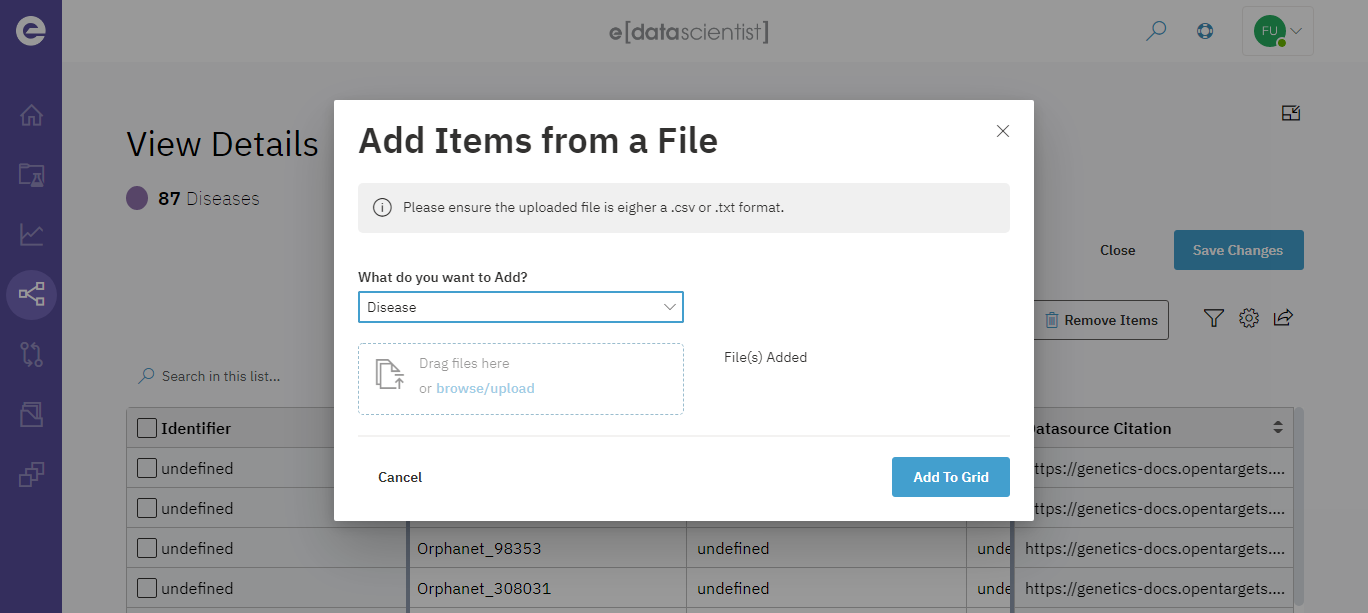 e[datascientist]
FU
View Details
87 Diseases
Add Items from a File
Please ensure the uploaded file is eigher a .csv or .txt format.
What do you want to Add?
Disease
Drag files here
or browse/upload
File(s) Added
Cancel
Add To Grid
Close
Save Changes
Remove Items
Search in this list...
Identifier
atasource Citation
undefined
ttps://genetics-docs.opentargets....
undefined
ttps://genetics-docs.opentargets....
undefined
Orphanet_98353
undefined
unde
https://genetics-docs.opentargets....
undefined
Orphanet_308031
undefined
unde
https://genetics-docs.opentargets....